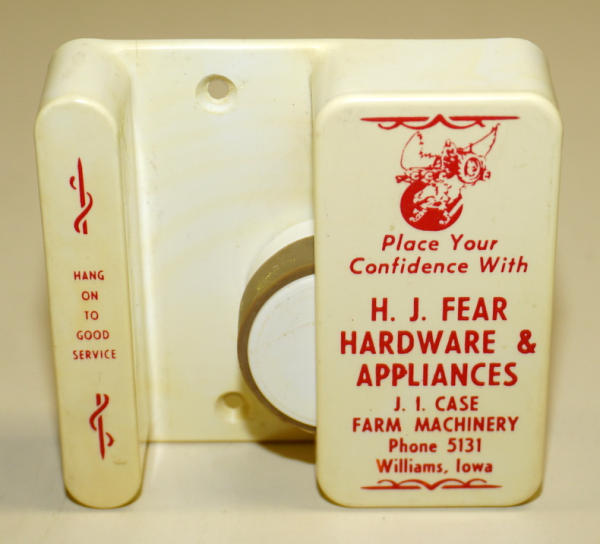 HANG
ON
TO
GOOD
SERVICE
Place Your
Confidence With
H. J. FEAR
HARDWARE &
APPLIANCES
J. I. CASE
FARM MACHINERY
Phone 5131
Williams, Iowa